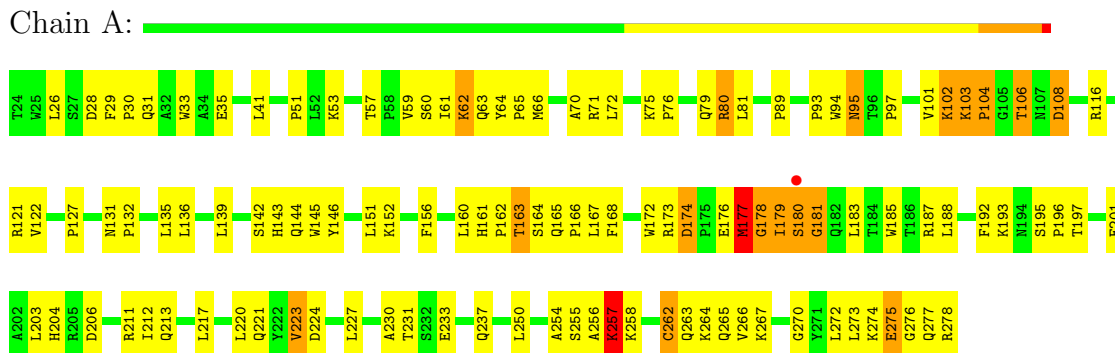 Chain A:
T24 W25 L26 S27 D28 F29 P30 Q31 A32 W33 A34 E35 L41 P51 L52 K53 T57 P58 V59 S60 I61 K62 Q63 Y64 P65 M66 A70 R71 L72 K75 P76 Q79 R80 L81 P89 P93 W94 N95 T96 P97 V101 K102 K103 P104 G105 T106 N107 D108 R116
R121 V122 P127 N131 P132 L135 L136 L139 S142 H143 Q144 W145 Y146 L151 K152 F156 L160 H161 P162 T163 S164 Q165 P166 L167 F168 W172 R173 D174 P175 E176 M177 G178 I179 S180 G181 Q182 L183 T184 W185 T186 R187 L188 F192 K193 N194 S195 P196 T197
A202 L203 H204 R205 D206 R211 I212 Q213 L217 L220 Q221 Y222 V223 D224 L227 A230 T231 S232 E233 Q237 L250 A254 S255 A256 K257 K258 C262 Q263 K264 Q265 V266 K267 G270 Y271 L272 L273 K274 E275 G276 Q277 R278